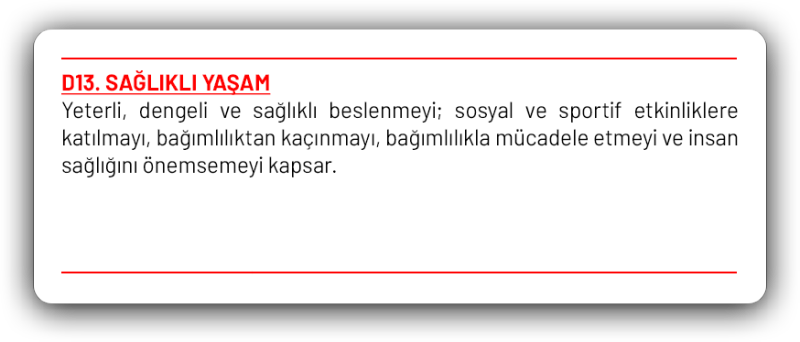 D13. SAĞLIKLI YAŞAM
Yeterli, dengeli ve sağlıklı beslenmeyi; sosyal ve sportif etkinliklere
katılmayı, bağımlılıktan kaçınmayı, bağımlılıkla mücadele etmeyi ve insan
sağlığını önemsemeyi kapsar.